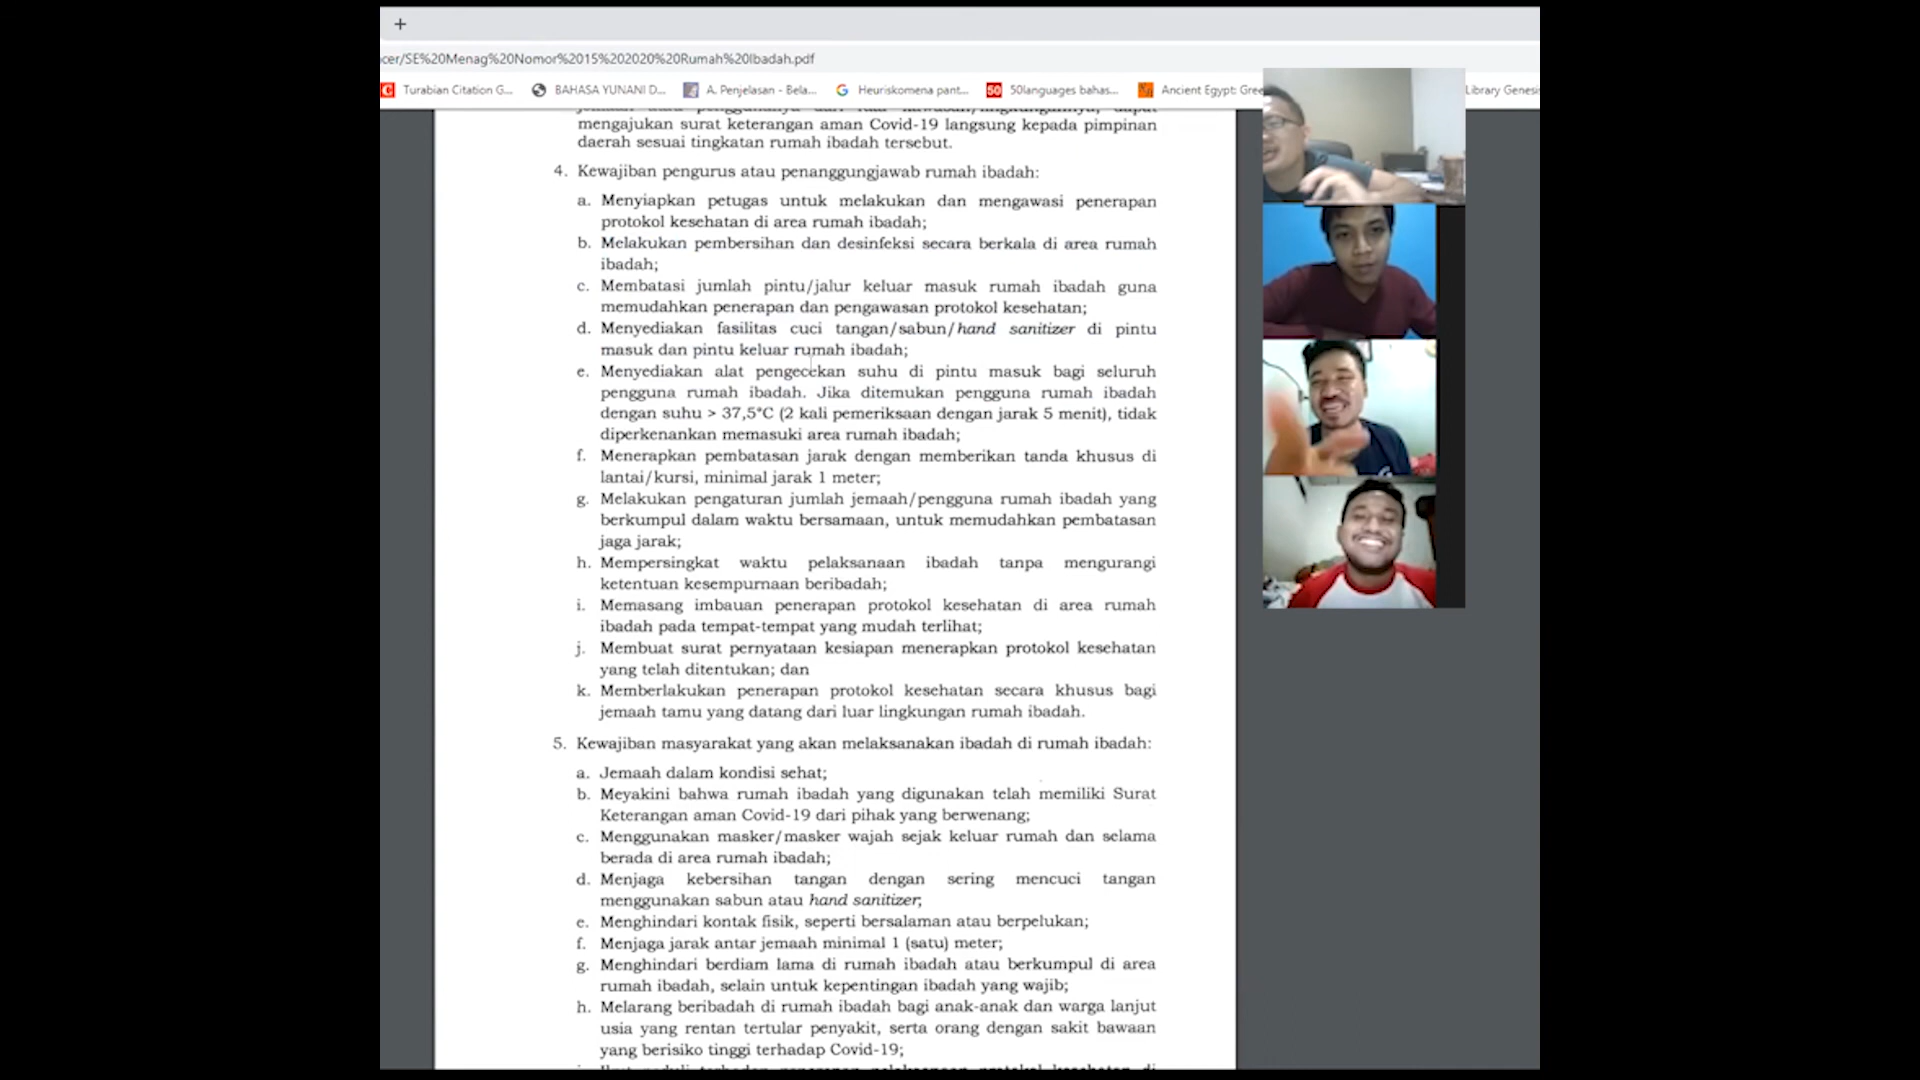 +
cer/SE%20Menag%20Nomor%2015%202020%20Rumah%20Ibadah.pdf
Turabian Citation G... BAHASA YUNANI D... A. Penjelasan - Bela... Heuriskomena pant... 50 50languages bahas... Ancient Egypt: Gree Library Genesis
mengajukan surat keterangan aman Covid-19 langsung kepada pimpinan
daerah sesuai tingkatan rumah ibadah tersebut.
4. Kewajiban pengurus atau penanggungjawab rumah ibadah:
a. Menyiapkan petugas untuk melakukan dan mengawasi penerapan
protokol kesehatan di area rumah ibadah;
b. Melakukan pembersihan dan desinfeksi secara berkala di area rumah
ibadah;
c. Membatasi jumlah pintu/jalur keluar masuk rumah ibadah guna
memudahkan penerapan dan pengawasan protokol kesehatan;
d. Menyediakan fasilitas cuci tangan/sabun/hand sanitizer di pintu
masuk dan pintu keluar rumah ibadah;
e. Menyediakan alat pengecekan suhu di pintu masuk bagi seluruh
pengguna rumah ibadah. Jika ditemukan pengguna rumah ibadah
dengan suhu > 37,5°C (2 kali pemeriksaan dengan jarak 5 menit), tidak
diperkenankan memasuki area rumah ibadah;
f. Menerapkan pembatasan jarak dengan memberikan tanda khusus di
lantai/kursi, minimal jarak 1 meter;
g. Melakukan pengaturan jumlah jemaah/pengguna rumah ibadah yang
berkumpul dalam waktu bersamaan, untuk memudahkan pembatasan
jaga jarak;
h. Mempersingkat waktu pelaksanaan ibadah tanpa mengurangi
ketentuan kesempurnaan beribadah;
i. Memasang imbauan penerapan protokol kesehatan di area rumah
ibadah pada tempat-tempat yang mudah terlihat;
j. Membuat surat pernyataan kesiapan menerapkan protokol kesehatan
yang telah ditentukan; dan
k. Memberlakukan penerapan protokol kesehatan secara khusus bagi
jemaah tamu yang datang dari luar lingkungan rumah ibadah.
5. Kewajiban masyarakat yang akan melaksanakan ibadah di rumah ibadah:
a. Jemaah dalam kondisi sehat;
b. Meyakini bahwa rumah ibadah yang digunakan telah memiliki Surat
Keterangan aman Covid-19 dari pihak yang berwenang;
c. Menggunakan masker/masker wajah sejak keluar rumah dan selama
berada di area rumah ibadah;
d. Menjaga kebersihan tangan dengan sering mencuci tangan
menggunakan sabun atau hand sanitizer;
e. Menghindari kontak fisik, seperti bersalaman atau berpelukan;
f. Menjaga jarak antar jemaah minimal 1 (satu) meter;
g. Menghindari berdiam lama di rumah ibadah atau berkumpul di area
rumah ibadah, selain untuk kepentingan ibadah yang wajib;
h. Melarang beribadah di rumah ibadah bagi anak-anak dan warga lanjut
usia yang rentan tertular penyakit, serta orang dengan sakit bawaan
yang berisiko tinggi terhadap Covid-19;